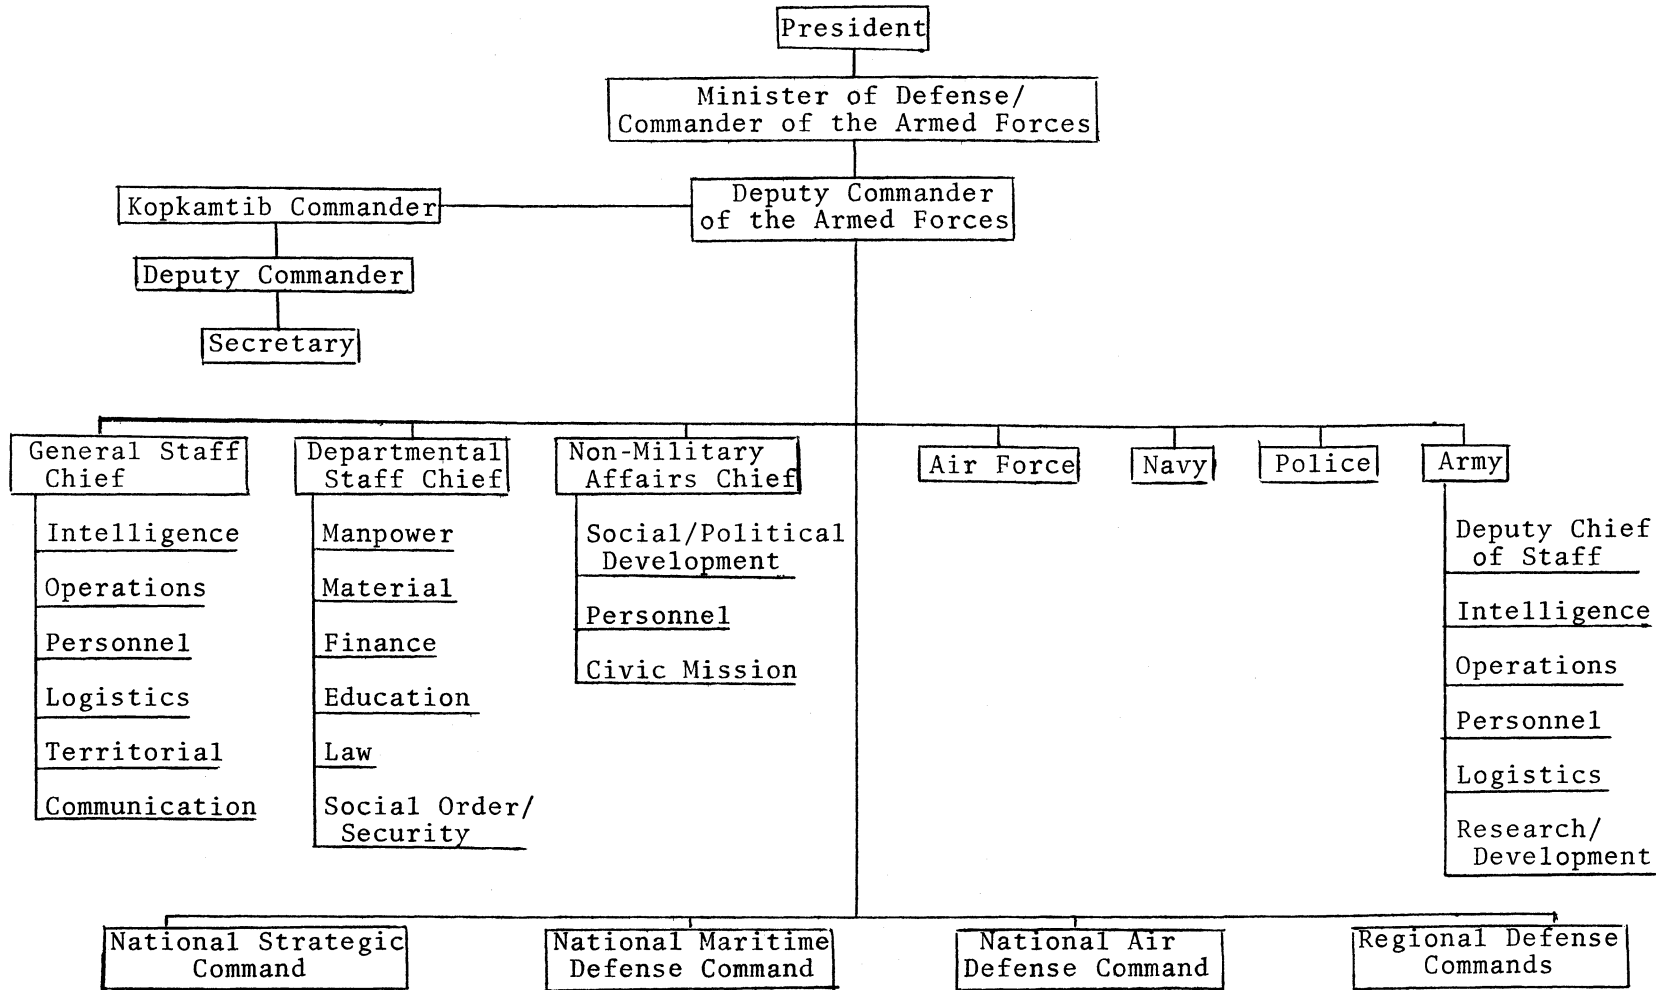 President
Minister of Defense/
Commander of the Armed Forces
Kopkamtib Commander
Deputy Commander
of the Armed Forces
Deputy Commander
Secretary
General Staff
Chief
Intelligence
Operations
Personnel
Logistics
Territorial
Communication
Departmental
Staff Chief
Manpower
Material
Finance
Education
Law
Social Order/
Security
Non-Military
Affairs Chief
Social/Political
Development
Personnel
Civic Mission
Air Force
Navy
Police
Army
Deputy Chief
of Staff
Intelligence
Operations
Personnel
Logistics
Research/
Development
National Strategic
Command
National Maritime
Defense Command
National Air
Defense Command
Regional Defense
Commands